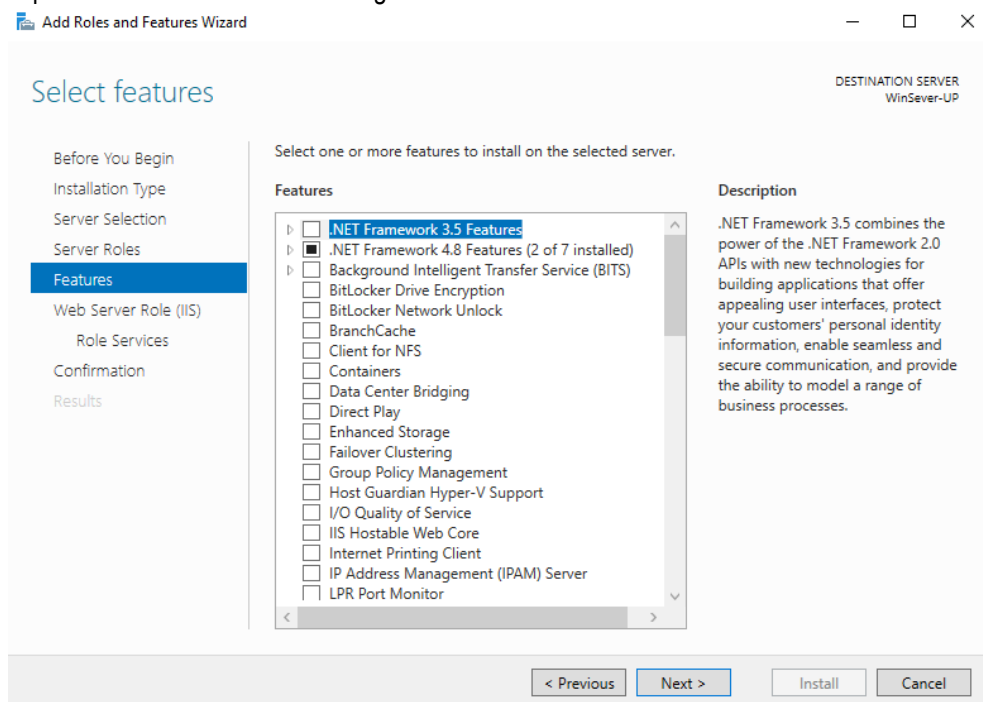 Add Roles and Features Wizard
Select features
DESTINATION SERVER
WinSever-UP
Before You Begin
Installation Type
Server Selection
Server Roles
Features
Web Server Role (IIS)
Role Services
Confirmation
Results
Select one or more features to install on the selected server.
Features
.NET Framework 3.5 Features
.NET Framework 4.8 Features (2 of 7 installed)
Background Intelligent Transfer Service (BITS)
BitLocker Drive Encryption
BitLocker Network Unlock
BranchCache
Client for NFS
Containers
Data Center Bridging
Direct Play
Enhanced Storage
Failover Clustering
Group Policy Management
Host Guardian Hyper-V Support
I/O Quality of Service
IIS Hostable Web Core
Internet Printing Client
IP Address Management (IPAM) Server
LPR Port Monitor
Description
.NET Framework 3.5 combines the
power of the .NET Framework 2.0
APIs with new technologies for
building applications that offer
appealing user interfaces, protect
your customers' personal identity
information, enable seamless and
secure communication, and provide
the ability to model a range of
business processes.
< Previous
Next >
Install
Cancel